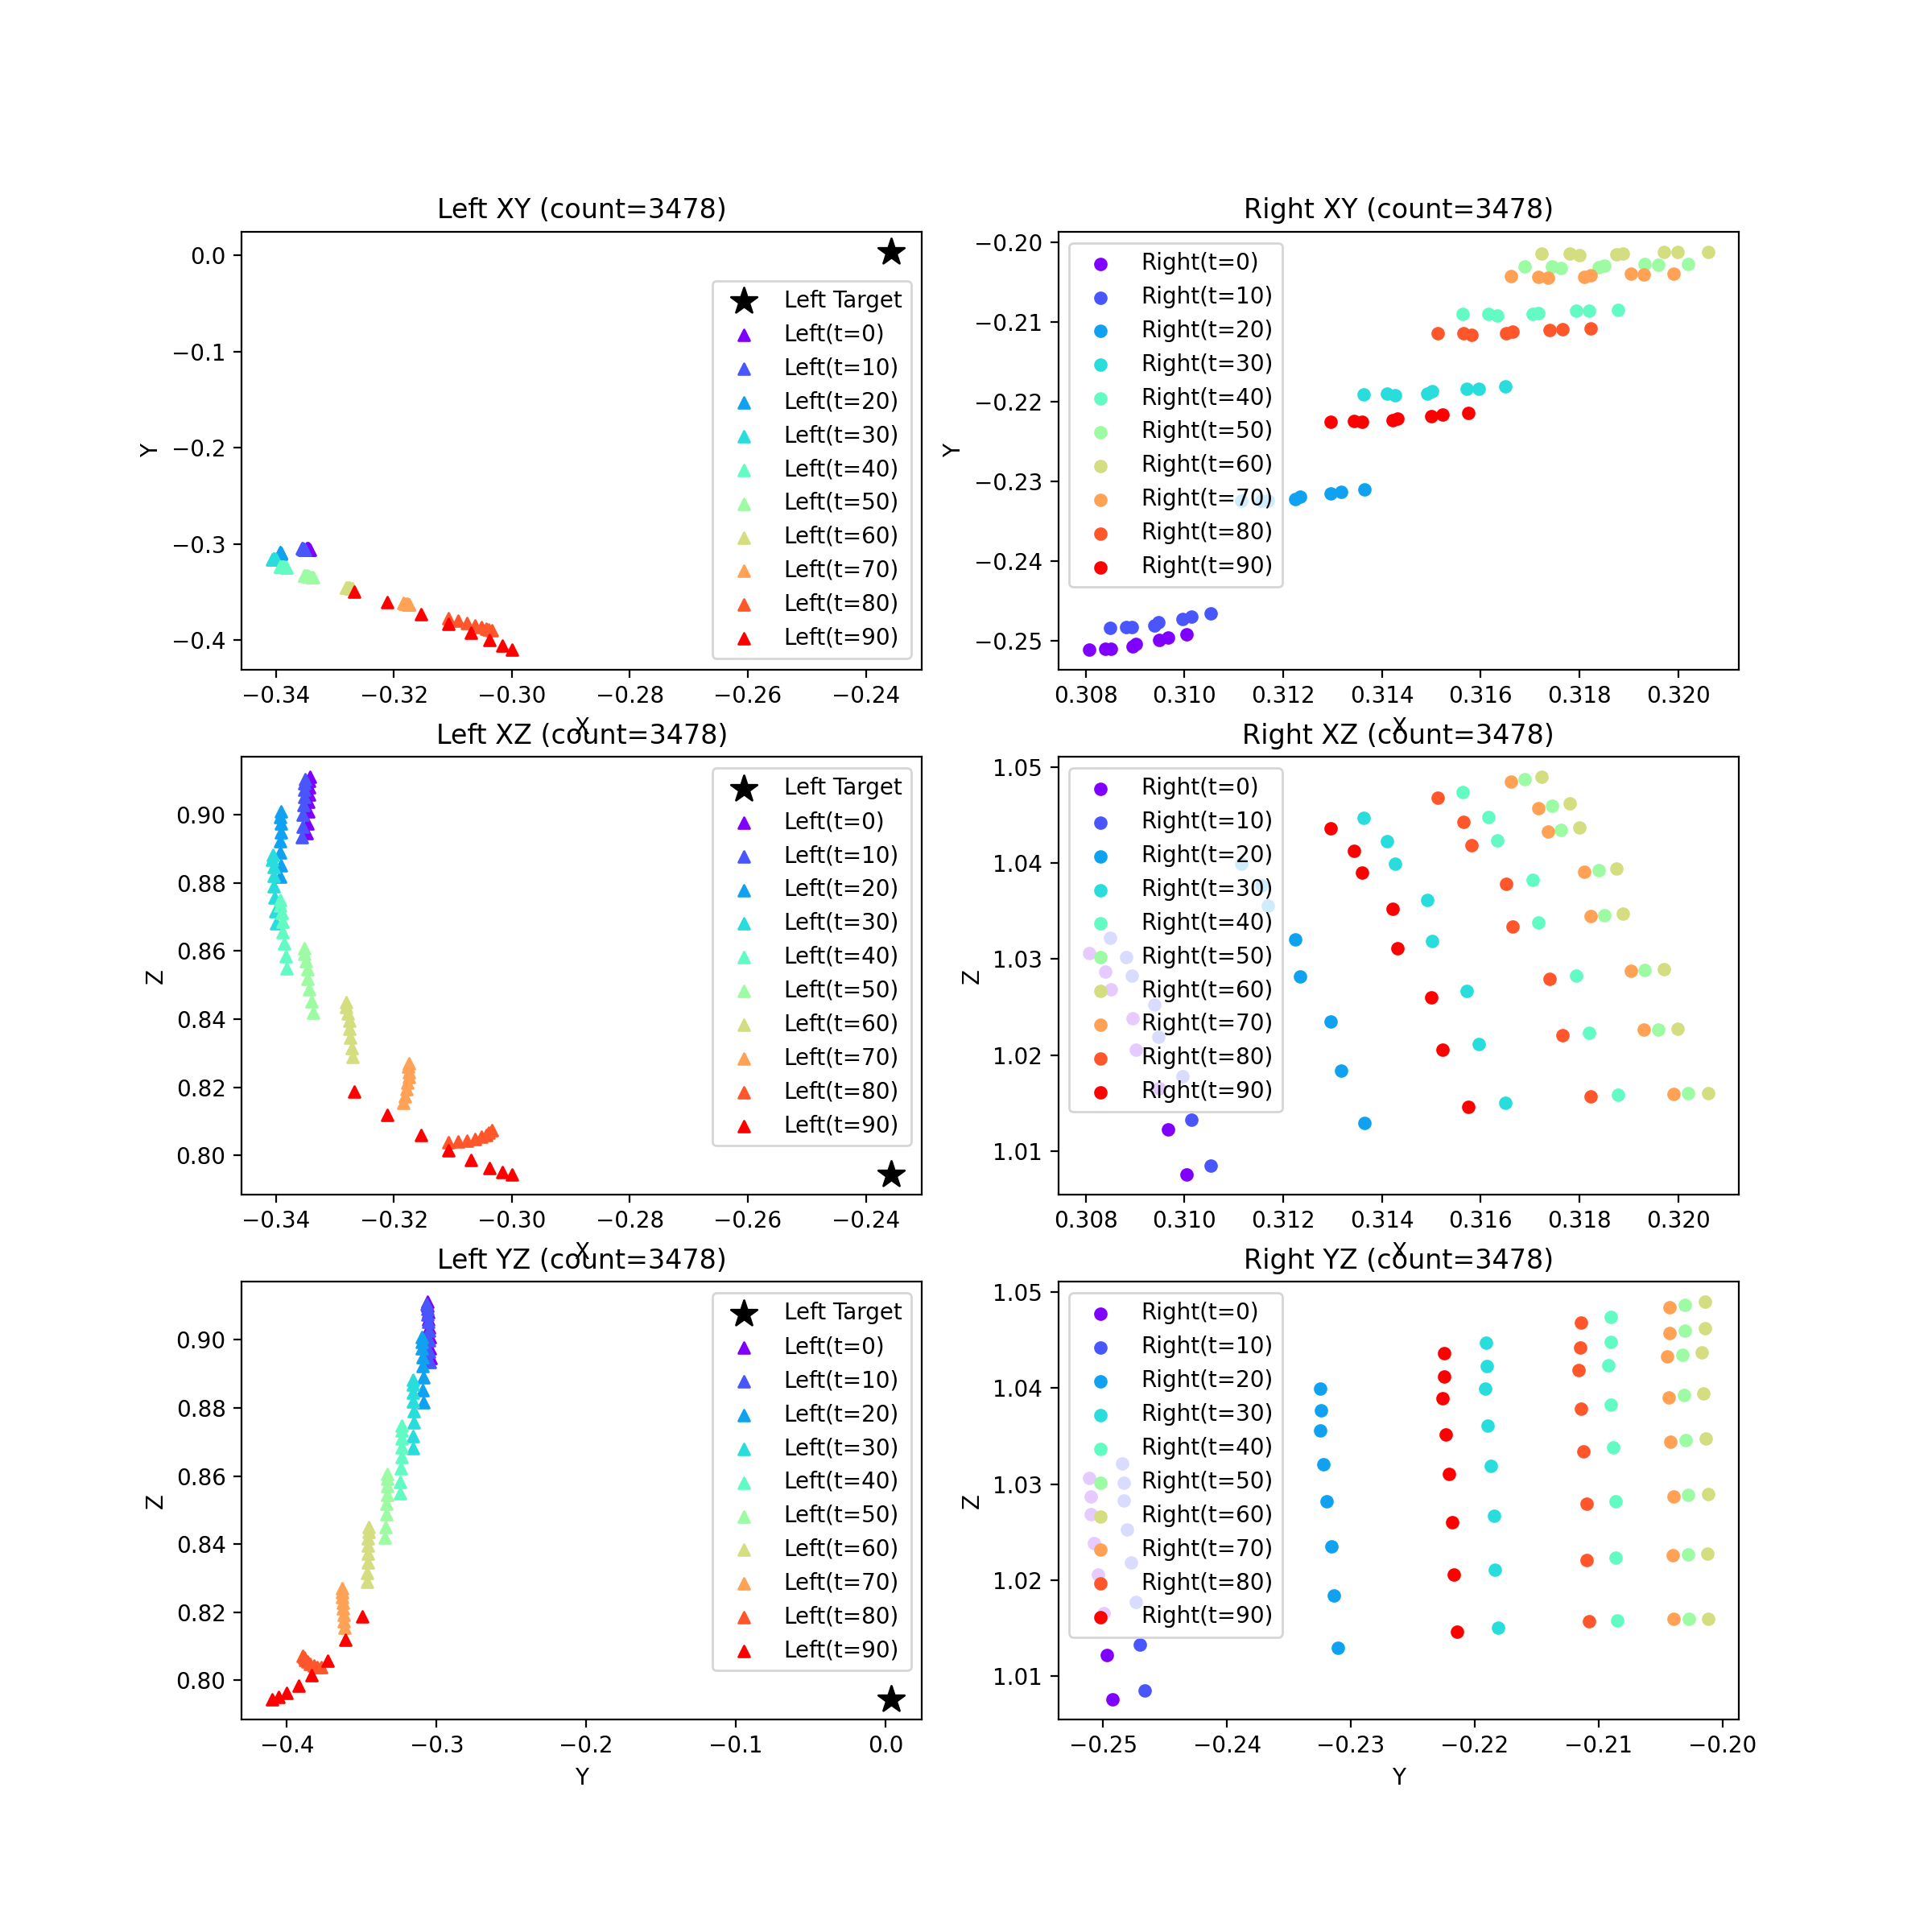 Left XY (count=3478)
0.0
−0.1
−0.2
−0.3
−0.4
Y
Left Target
Left(t=0)
Left(t=10)
Left(t=20)
Left(t=30)
Left(t=40)
Left(t=50)
Left(t=60)
Left(t=70)
Left(t=80)
Left(t=90)
−0.34 −0.32 −0.30 −0.28 −0.26 −0.24
X
Right XY (count=3478)
−0.20
−0.21
−0.22
−0.23
−0.24
−0.25
Y
Right(t=0)
Right(t=10)
Right(t=20)
Right(t=30)
Right(t=40)
Right(t=50)
Right(t=60)
Right(t=70)
Right(t=80)
Right(t=90)
0.308 0.310 0.312 0.314 0.316 0.318 0.320
X
Left XZ (count=3478)
0.90
0.88
0.86
0.84
0.82
0.80
Z
Left Target
Left(t=0)
Left(t=10)
Left(t=20)
Left(t=30)
Left(t=40)
Left(t=50)
Left(t=60)
Left(t=70)
Left(t=80)
Left(t=90)
−0.34 −0.32 −0.30 −0.28 −0.26 −0.24
X
Right XZ (count=3478)
1.05
1.04
1.03
1.02
1.01
Z
Right(t=0)
Right(t=10)
Right(t=20)
Right(t=30)
Right(t=40)
Right(t=50)
Right(t=60)
Right(t=70)
Right(t=80)
Right(t=90)
0.308 0.310 0.312 0.314 0.316 0.318 0.320
X
Left YZ (count=3478)
0.90
0.88
0.86
0.84
0.82
0.80
Z
Left Target
Left(t=0)
Left(t=10)
Left(t=20)
Left(t=30)
Left(t=40)
Left(t=50)
Left(t=60)
Left(t=70)
Left(t=80)
Left(t=90)
−0.4 −0.3 −0.2 −0.1 0.0
Y
Right YZ (count=3478)
1.05
1.04
1.03
1.02
1.01
Z
Right(t=0)
Right(t=10)
Right(t=20)
Right(t=30)
Right(t=40)
Right(t=50)
Right(t=60)
Right(t=70)
Right(t=80)
Right(t=90)
−0.25 −0.24 −0.23 −0.22 −0.21 −0.20
Y